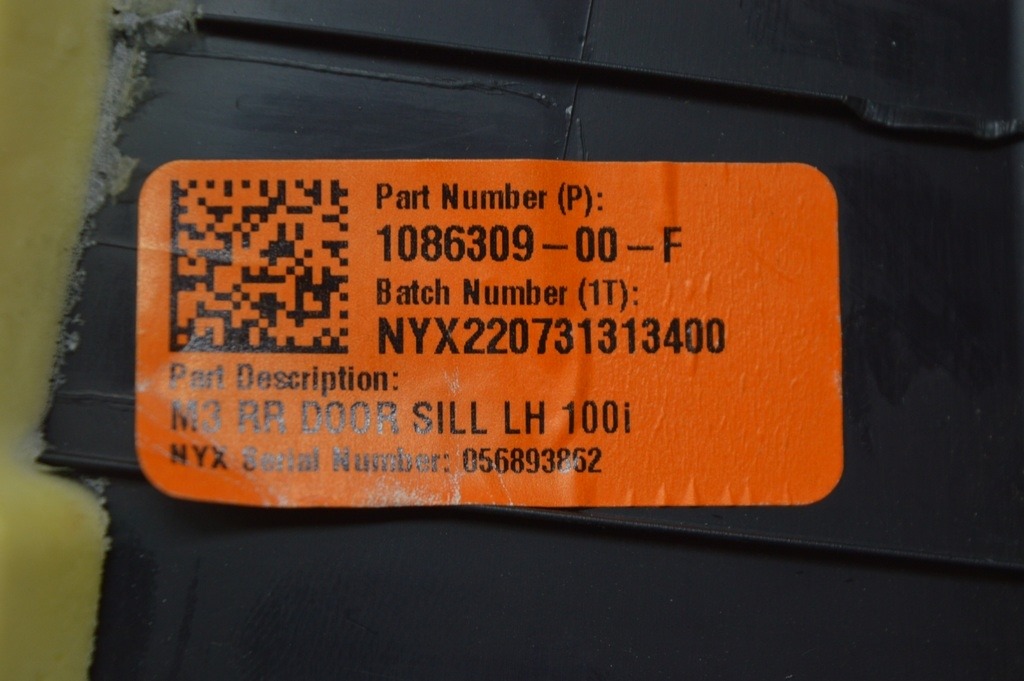 Part Number (P):
1086309-00-F
Batch Number (1T):
NYX220731313400
Part Description:
M3 RR DOOR SILL LH 100i
NYX Serial Number: 056893862